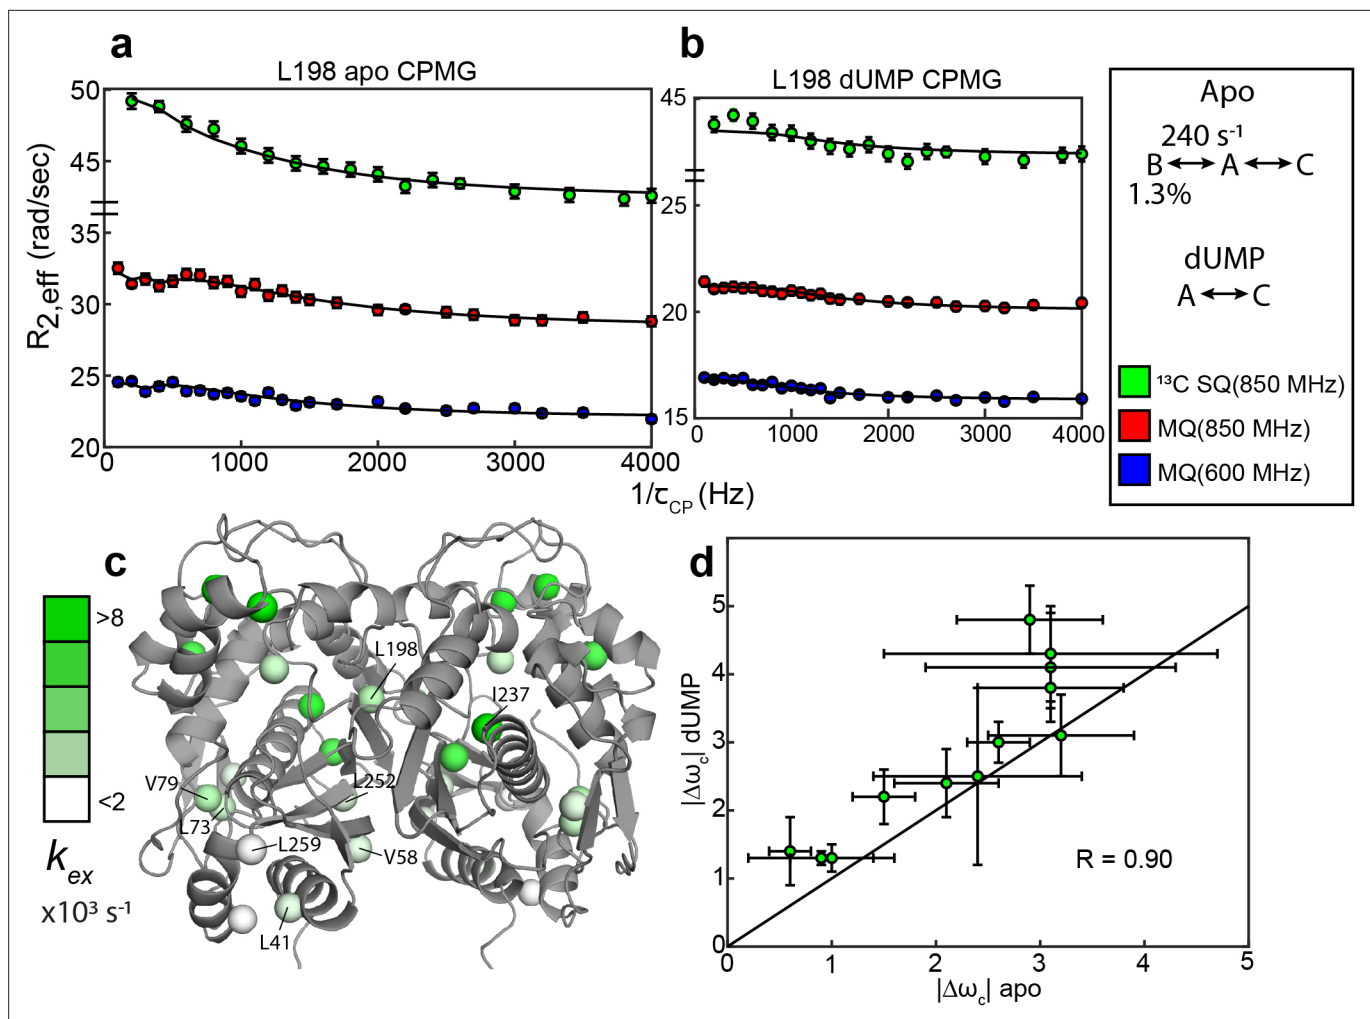 a
L198 apo CPMG
50
45
35
30
25
20
0
1000
2000
3000
4000
R2,eff (rad/sec)
b
L198 dUMP CPMG
45
25
20
15
0
1000
2000
3000
4000
1/τCP (Hz)
Apo
240 s⁻¹
B A C
1.3%
dUMP
A C
¹³C SQ(850 MHz)
MQ(850 MHz)
MQ(600 MHz)
c
>8
<2
kex
x10³ s⁻¹
L198
I237
V79
L252
L73
L259
V58
L41
d
5
4
3
2
1
0
0
1
2
3
4
5
|Δωc| dUMP
R = 0.90
|Δωc| apo